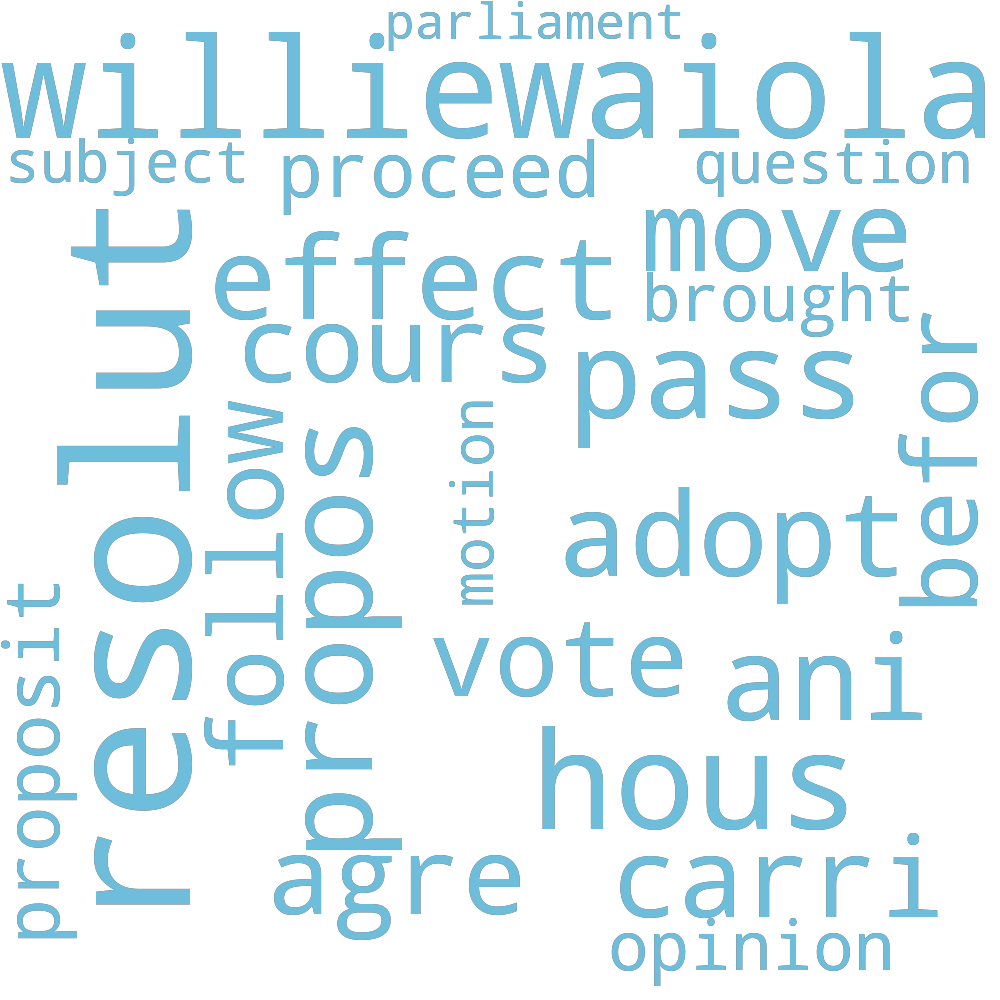 parliament
williewaiola
subject
proceed
question
resolut
effect
move
brought
cours
pass
befor
follow
propos
motion
adopt
proposit
vote
ani
hous
agre
carri
opinion